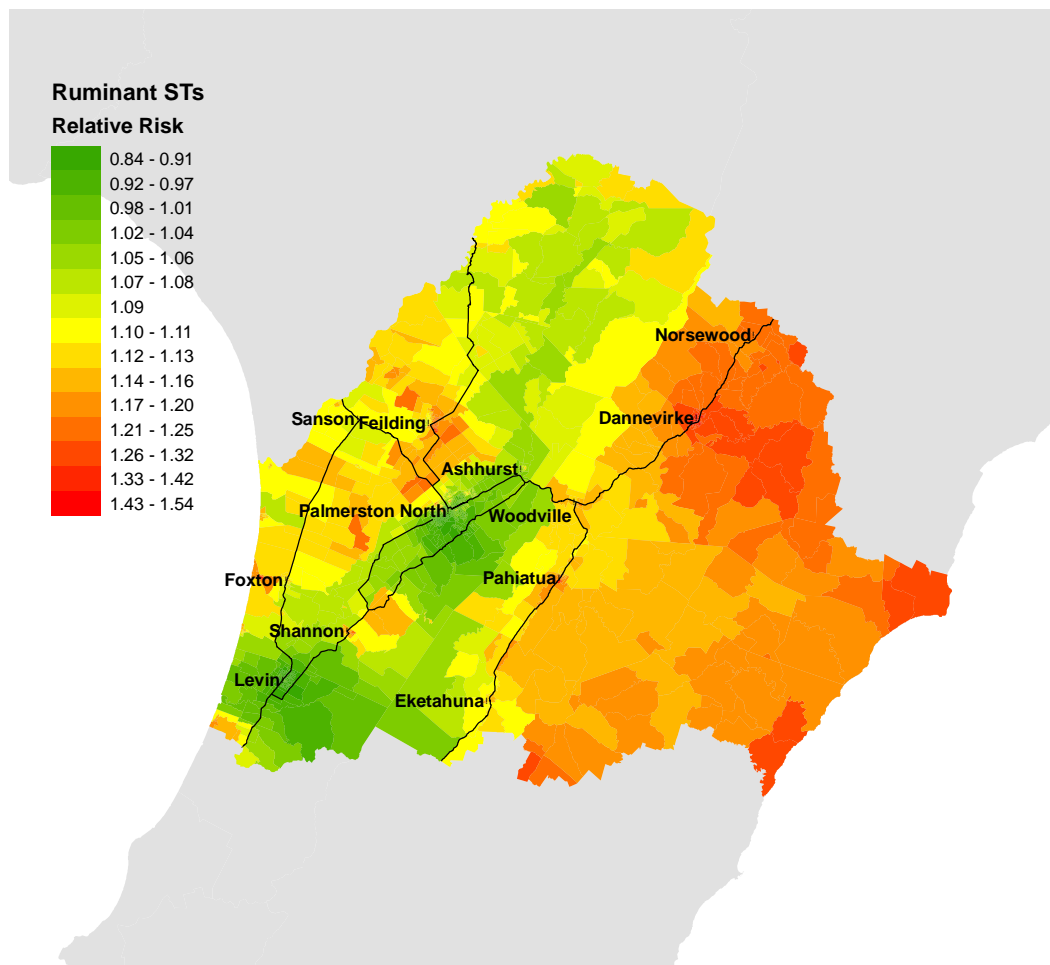 Ruminant STs
Relative Risk
0.84 - 0.91
0.92 - 0.97
0.98 - 1.01
1.02 - 1.04
1.05 - 1.06
1.07 - 1.08
1.09
1.10 - 1.11
1.12 - 1.13
1.14 - 1.16
1.17 - 1.20
1.21 - 1.25
1.26 - 1.32
1.33 - 1.42
1.43 - 1.54
Norsewood
Dannevirke
Sanson
Feilding
Ashhurst
Palmerston North
Woodville
Foxton
Pahiatua
Shannon
Levin
Eketahuna